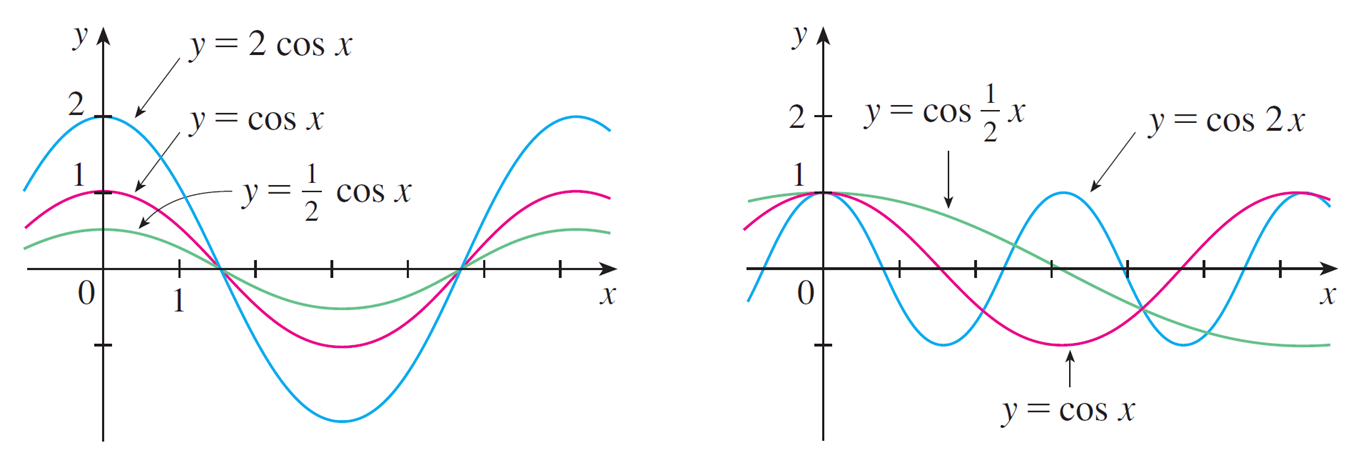 y
y = 2 cos x
2
y = cos x
1
y = 1/2 cos x
0
1
x
y
2
y = cos 1/2 x
y = cos 2x
1
0
x
y = cos x